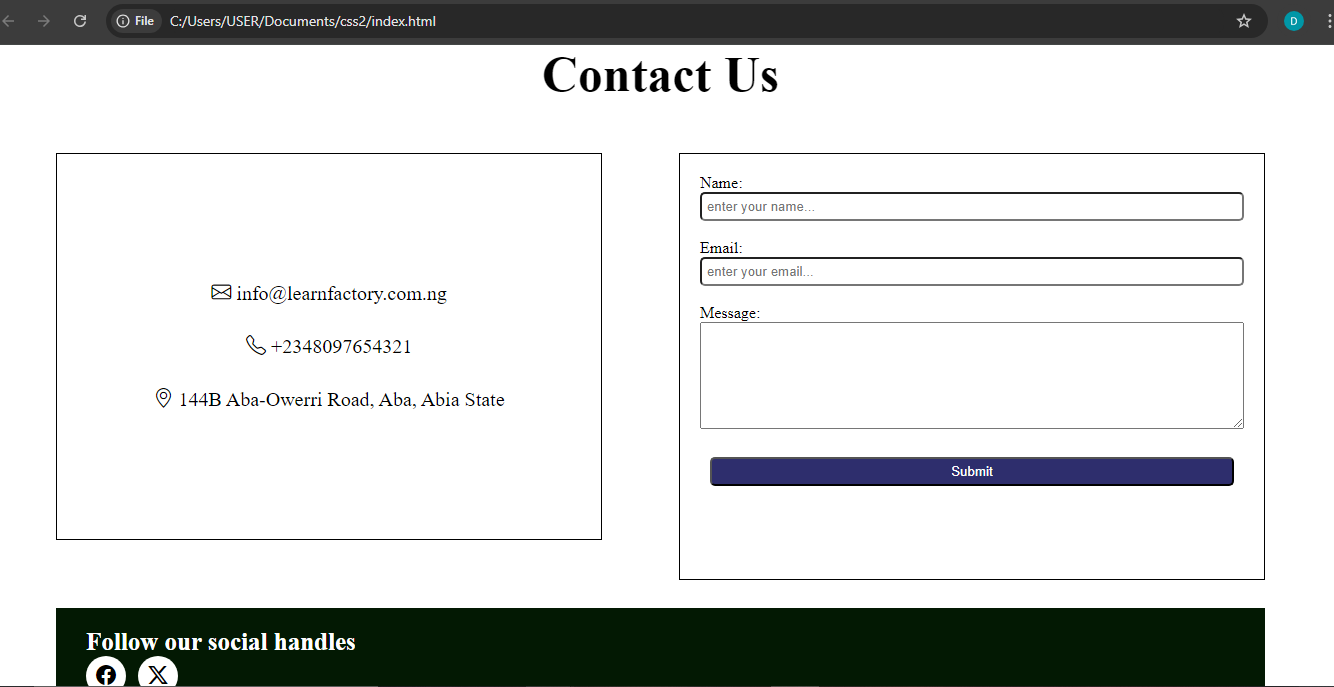 File C:/Users/USER/Documents/css2/index.html
D
Contact Us
info@learnfactory.com.ng
+2348097654321
144B Aba-Owerri Road, Aba, Abia State
Name:
enter your name...
Email:
enter your email...
Message:
Submit
Follow our social handles